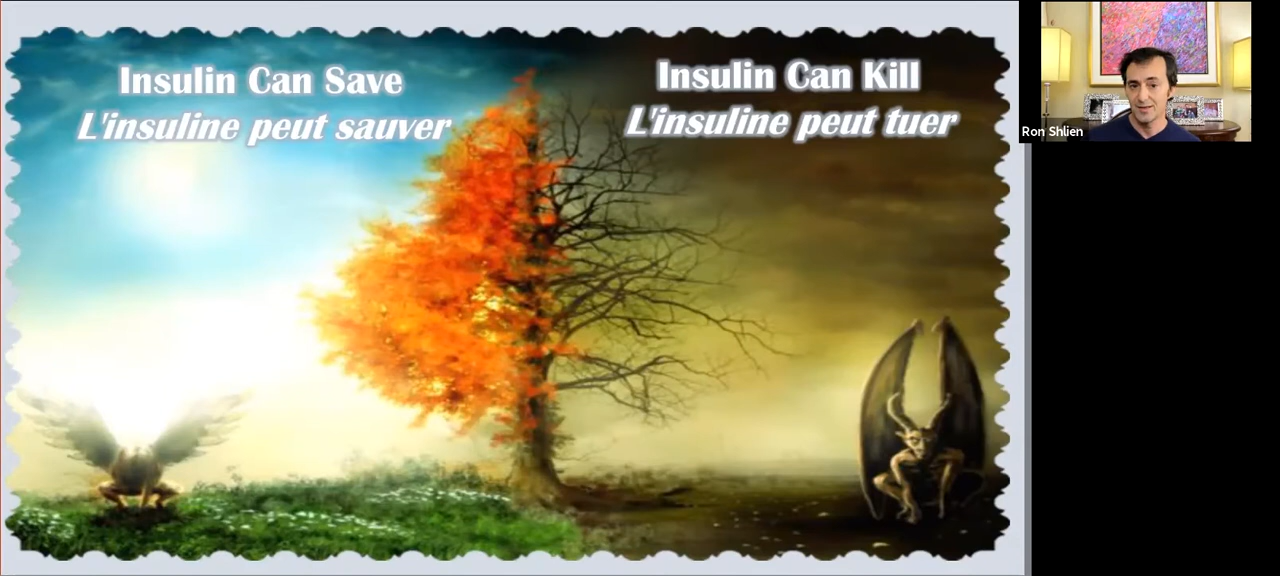 Insulin Can Save
L'insuline peut sauver
Insulin Can Kill
L'insuline peut tuer
Ron Shlien